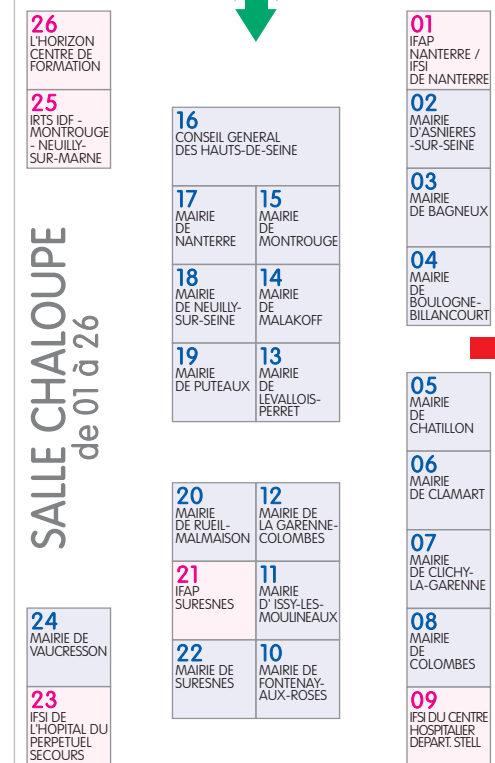 26
L'HORIZON
CENTRE DE
FORMATION
25
IRTS IDF -
MONTROUGE
- NEUILLY-
SUR-MARNE
SALLE CHALOUPE
de 01 à 26
24
MAIRIE DE
VAUCRESSON
23
IFSI DE
L'HOPITAL DU
PERPETUEL
SECOURS
16
CONSEIL GENERAL
DES HAUTS-DE-SEINE
17
MAIRIE
DE
NANTERRE
15
MAIRIE
DE
MONTROUGE
18
MAIRIE
DE NEUILLY-
SUR-SEINE
14
MAIRIE
DE
MALAKOFF
19
MAIRIE
DE PUTEAUX
13
MAIRIE
DE
LEVALLOIS-
PERRET
20
MAIRIE
DE RUEIL-
MALMAISON
12
MAIRIE DE
LA GARENNE-
COLOMBES
21
IFAP
SURESNES
11
MAIRIE
D' ISSY-LES-
MOULINEAUX
22
MAIRIE DE
SURESNES
10
MAIRIE DE
FONTENAY-
AUX-ROSES
01
IFAP
NANTERRE /
IFSI
DE NANTERRE
02
MAIRIE
D'ASNIERES
-SUR-SEINE
03
MAIRIE
DE BAGNEUX
04
MAIRIE
DE
BOULOGNE-
BILLANCOURT
05
MAIRIE
DE
CHATILLON
06
MAIRIE
DE CLAMART
07
MAIRIE
DE CLICHY-
LA-GARENNE
08
MAIRIE
DE
COLOMBES
09
IFSI DU CENTRE
HOSPITALIER
DEPART. STELL